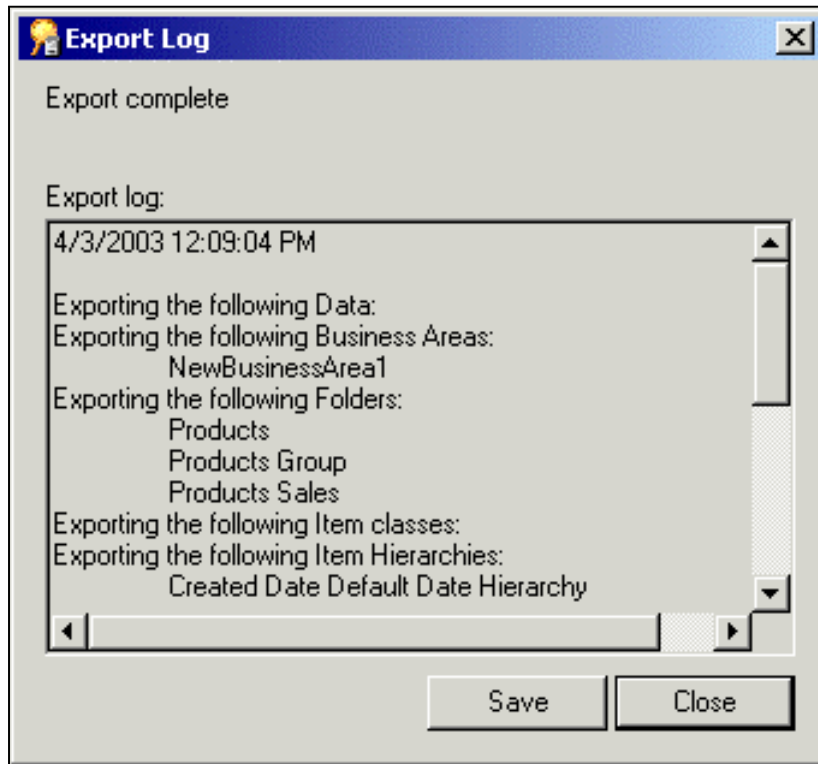 Export Log
Export complete
Export log:
4/3/2003 12:09:04 PM
Exporting the following Data:
Exporting the following Business Areas:
NewBusinessArea1
Exporting the following Folders:
Products
Products Group
Products Sales
Exporting the following Item classes:
Exporting the following Item Hierarchies:
Created Date Default Date Hierarchy
Save
Close